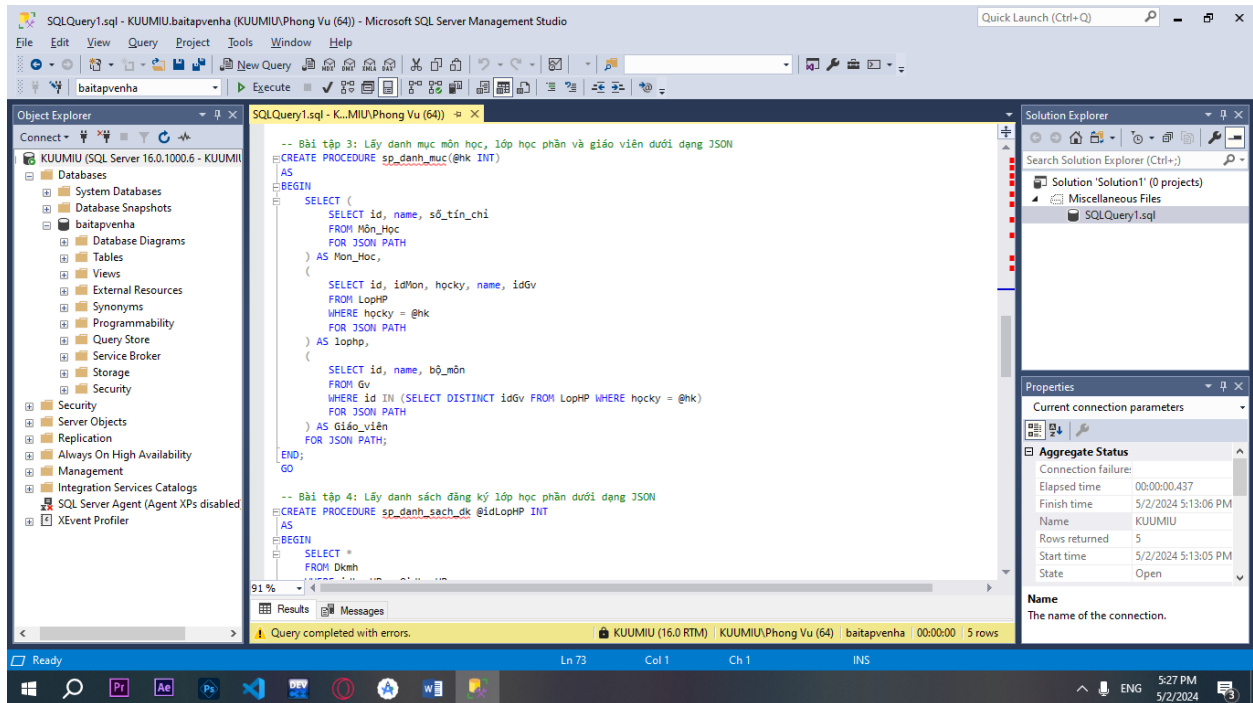 SQLQuery1.sql - KUUMIU.baitapvenha (KUUMIU\Phong Vu (64)) - Microsoft SQL Server Management Studio
Quick Launch (Ctrl+Q)
File Edit View Query Project Tools Window Help
New Query
baitapvenha
Execute
Object Explorer
Connect
KUUMIU (SQL Server 16.0.1000.6 - KUUMIU
Databases
System Databases
Database Snapshots
baitapvenha
Database Diagrams
Tables
Views
External Resources
Synonyms
Programmability
Query Store
Service Broker
Storage
Security
Security
Server Objects
Replication
Always On High Availability
Management
Integration Services Catalogs
SQL Server Agent (Agent XPs disabled)
XEvent Profiler
SQLQuery1.sql - K...MIU\Phong Vu (64))
-- Bài tập 3: Lấy danh mục môn học, lớp học phần và giáo viên dưới dạng JSON
CREATE PROCEDURE sp_danh_muc(@hk INT)
AS
BEGIN
SELECT (
SELECT id, name, số_tín_chỉ
FROM Môn_Học
FOR JSON PATH
) AS Mon_Hoc,
(
SELECT id, idMon, họcky, name, idGv
FROM LopHP
WHERE họcky = @hk
FOR JSON PATH
) AS lophp,
(
SELECT id, name, bộ_môn
FROM Gv
WHERE id IN (SELECT DISTINCT idGv FROM LopHP WHERE họcky = @hk)
FOR JSON PATH
) AS Giáo_viên
FOR JSON PATH;
END;
GO
-- Bài tập 4: Lấy danh sách đăng ký lớp học phần dưới dạng JSON
CREATE PROCEDURE sp_danh_sach_dk @idLopHP INT
AS
BEGIN
SELECT *
FROM Dkmh
91 %
Results Messages
Query completed with errors.
KUUMIU (16.0 RTM) KUUMIU\Phong Vu (64) baitapvenha 00:00:00 5 rows
Solution Explorer
Search Solution Explorer (Ctrl+;)
Solution 'Solution1' (0 projects)
Miscellaneous Files
SQLQuery1.sql
Properties
Current connection parameters
Aggregate Status
Connection failures
Elapsed time 00:00:00.437
Finish time 5/2/2024 5:13:06 PM
Name KUUMIU
Rows returned 5
Start time 5/2/2024 5:13:05 PM
State Open
Name
The name of the connection.
Ready
Ln 73 Col 1 Ch 1 INS
Pr Ae Ps DEV
ENG
5:27 PM
5/2/2024
3